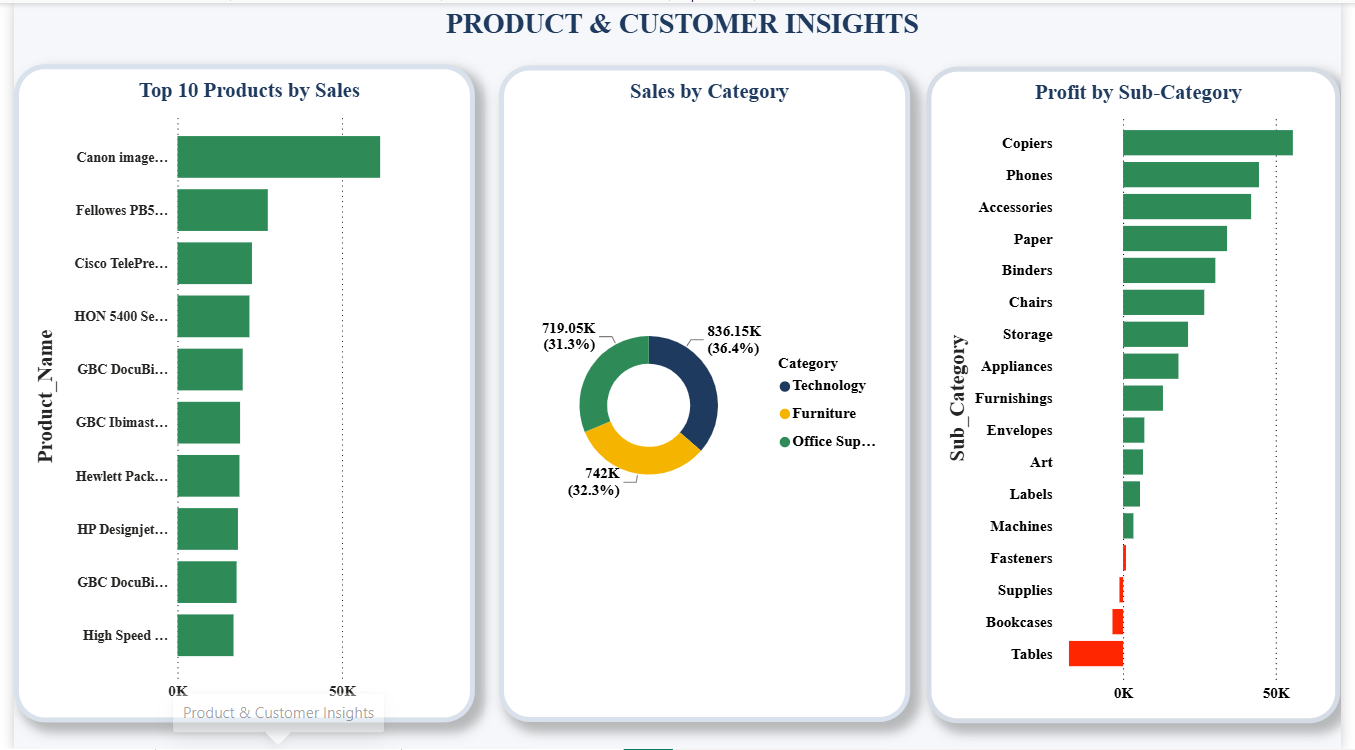 PRODUCT & CUSTOMER INSIGHTS
Top 10 Products by Sales
Product_Name
Canon image...
Fellowes PB5...
Cisco TelePre...
HON 5400 Se...
GBC DocuBi...
GBC Ibimast...
Hewlett Pack...
HP Designjet...
GBC DocuBi...
High Speed ...
0K
50K
Product & Customer Insights
Sales by Category
719.05K
(31.3%)
836.15K
(36.4%)
742K
(32.3%)
Category
Technology
Furniture
Office Sup...
Profit by Sub-Category
Sub_Category
Copiers
Phones
Accessories
Paper
Binders
Chairs
Storage
Appliances
Furnishings
Envelopes
Art
Labels
Machines
Fasteners
Supplies
Bookcases
Tables
0K
50K